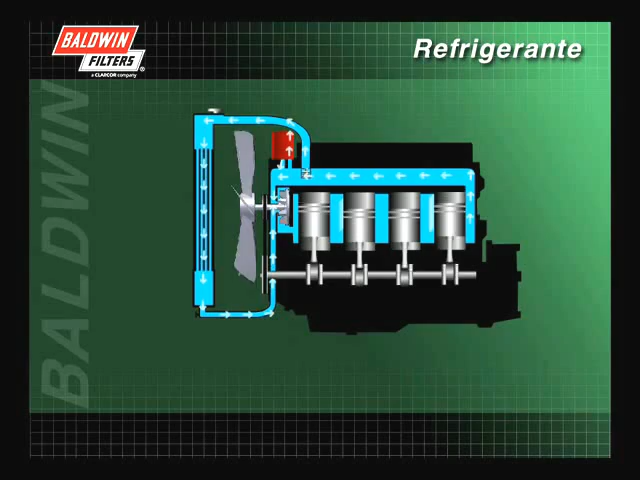 BALDWIN
FILTERS®
a CLARCOR company
Refrigerante
BALDWIN